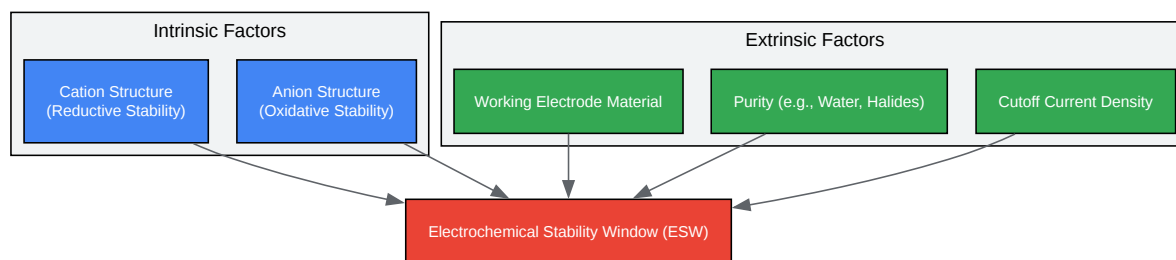 Intrinsic Factors
Cation Structure
(Reductive Stability)
Anion Structure
(Oxidative Stability)
Extrinsic Factors
Working Electrode Material
Purity (e.g., Water, Halides)
Cutoff Current Density
Electrochemical Stability Window (ESW)